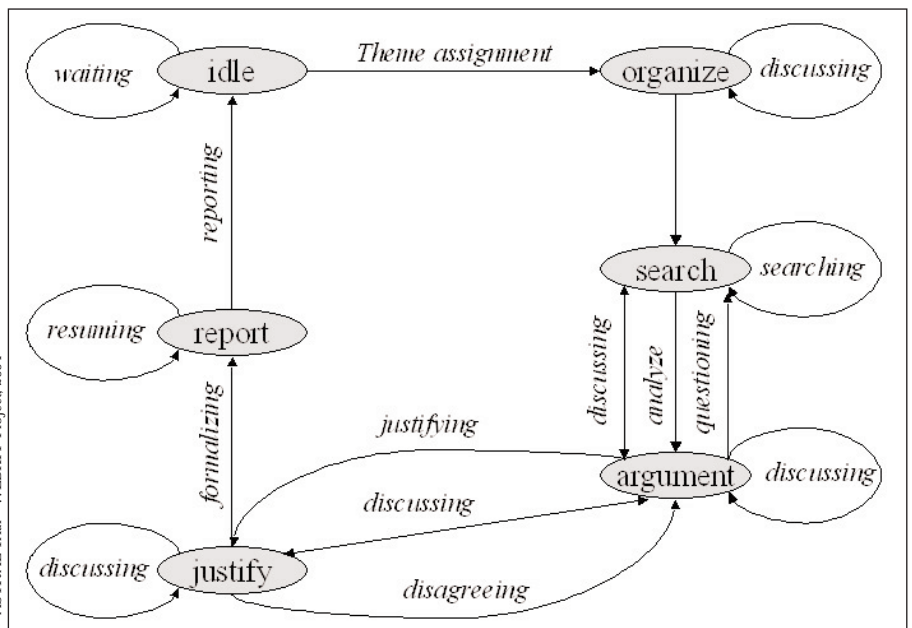 Theme assignment
waiting
idle
organize
discussing
reporting
search
searching
resuming
report
discussing
analyze
questioning
formalizing
justifying
argument
discussing
discussing
discussing
justify
disagreeing